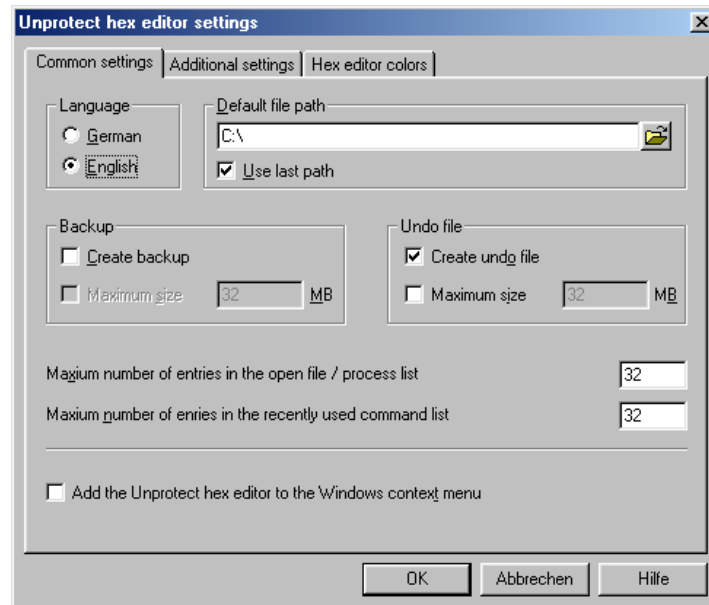 Unprotect hex editor settings
Common settings Additional settings Hex editor colors
Language
German
English
Default file path
C:\
Use last path
Backup
Create backup
Maximum size 32 MB
Undo file
Create undo file
Maximum size 32 MB
Maxium number of entries in the open file / process list 32
Maxium number of enries in the recently used command list 32
Add the Unprotect hex editor to the Windows context menu
OK Abbrechen Hilfe